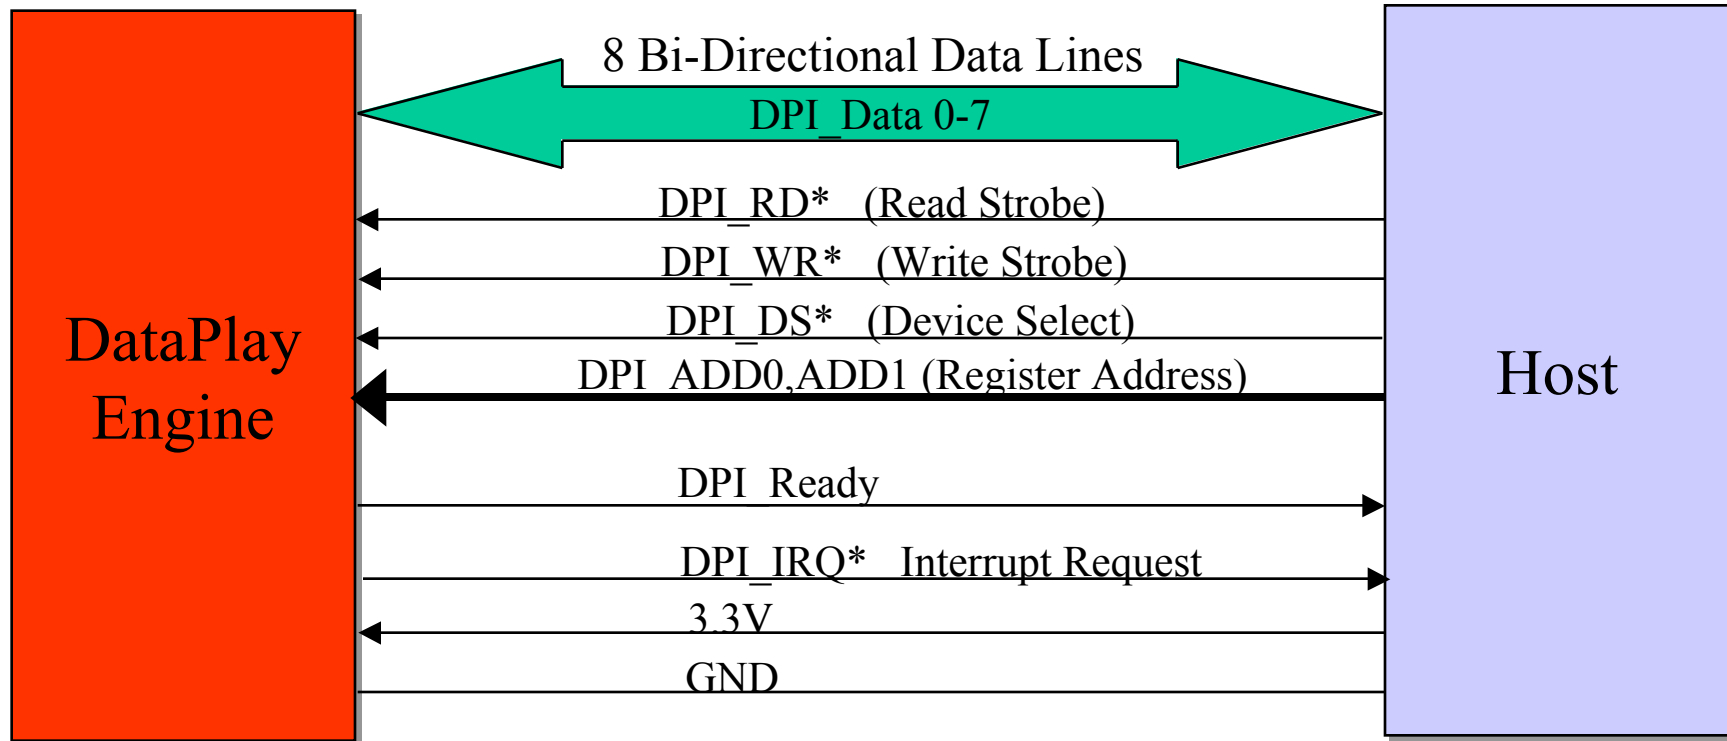 8 Bi-Directional Data Lines
DPI_Data 0-7
DPI_RD* (Read Strobe)
DPI_WR* (Write Strobe)
DPI_DS* (Device Select)
DPI_ADD0,ADD1 (Register Address)
DataPlay
Engine
Host
DPI_Ready
DPI_IRQ* Interrupt Request
3.3V
GND